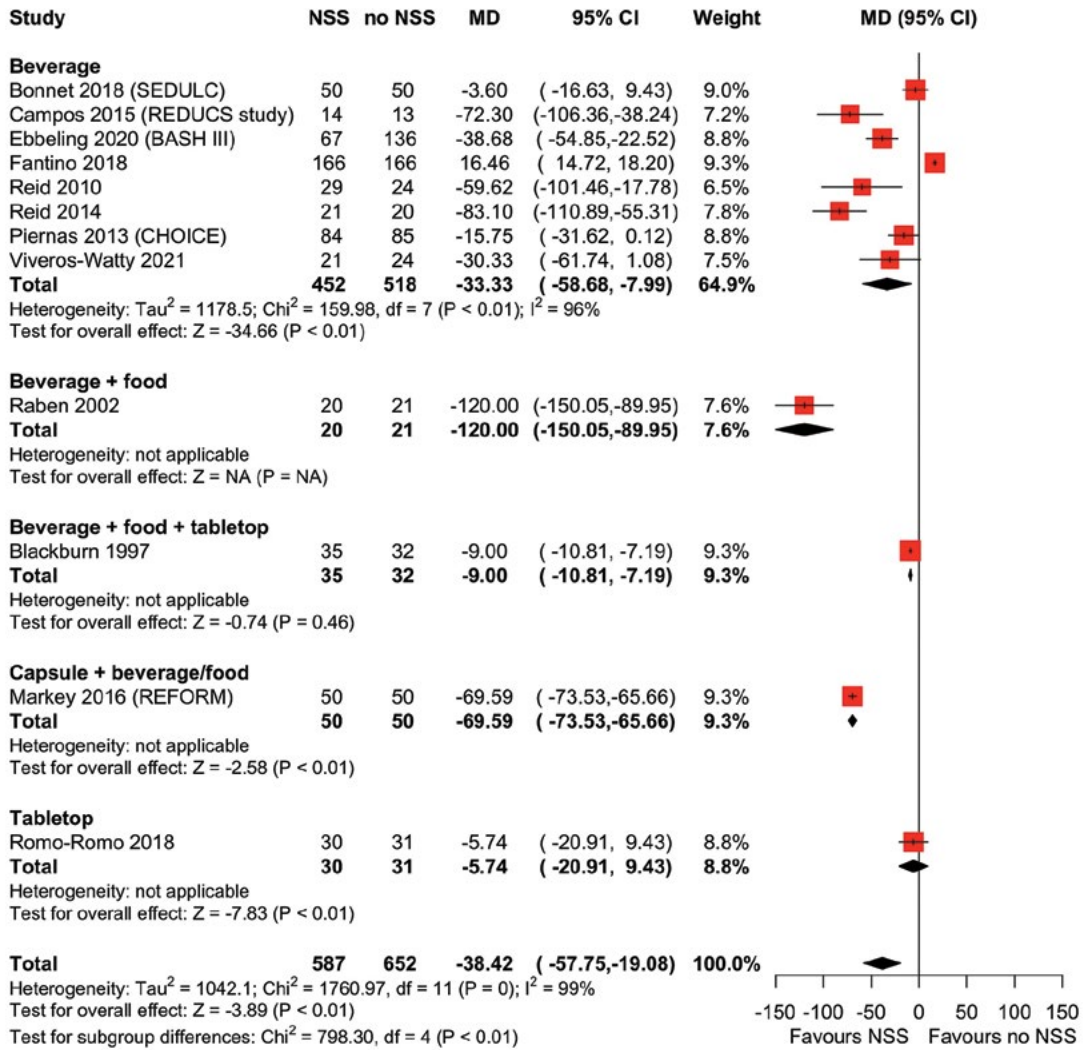 Study NSS no NSS MD 95% CI Weight MD (95% CI)
Beverage
Bonnet 2018 (SEDULC) 50 50 -3.60 ( -16.63, 9.43) 9.0%
Campos 2015 (REDUCS study) 14 13 -72.30 (-106.36,-38.24) 7.2%
Ebbeling 2020 (BASH III) 67 136 -38.68 ( -54.85,-22.52) 8.8%
Fantino 2018 166 166 16.46 ( 14.72, 18.20) 9.3%
Reid 2010 29 24 -59.62 (-101.46,-17.78) 6.5%
Reid 2014 21 20 -83.10 (-110.89,-55.31) 7.8%
Piernas 2013 (CHOICE) 84 85 -15.75 ( -31.62, 0.12) 8.8%
Viveros-Watty 2021 21 24 -30.33 ( -61.74, 1.08) 7.5%
Total 452 518 -33.33 ( -58.68, -7.99) 64.9%
Heterogeneity: Tau² = 1178.5; Chi² = 159.98, df = 7 (P < 0.01); I² = 96%
Test for overall effect: Z = -34.66 (P < 0.01)
Beverage + food
Raben 2002 20 21 -120.00 (-150.05,-89.95) 7.6%
Total 20 21 -120.00 (-150.05,-89.95) 7.6%
Heterogeneity: not applicable
Test for overall effect: Z = NA (P = NA)
Beverage + food + tabletop
Blackburn 1997 35 32 -9.00 ( -10.81, -7.19) 9.3%
Total 35 32 -9.00 ( -10.81, -7.19) 9.3%
Heterogeneity: not applicable
Test for overall effect: Z = -0.74 (P = 0.46)
Capsule + beverage/food
Markey 2016 (REFORM) 50 50 -69.59 ( -73.53,-65.66) 9.3%
Total 50 50 -69.59 ( -73.53,-65.66) 9.3%
Heterogeneity: not applicable
Test for overall effect: Z = -2.58 (P < 0.01)
Tabletop
Romo-Romo 2018 30 31 -5.74 ( -20.91, 9.43) 8.8%
Total 30 31 -5.74 ( -20.91, 9.43) 8.8%
Heterogeneity: not applicable
Test for overall effect: Z = -7.83 (P < 0.01)
Total 587 652 -38.42 ( -57.75,-19.08) 100.0%
Heterogeneity: Tau² = 1042.1; Chi² = 1760.97, df = 11 (P = 0); I² = 99%
Test for overall effect: Z = -3.89 (P < 0.01)
Test for subgroup differences: Chi² = 798.30, df = 4 (P < 0.01)
-150 -100 -50 0 50 100 150
Favours NSS Favours no NSS